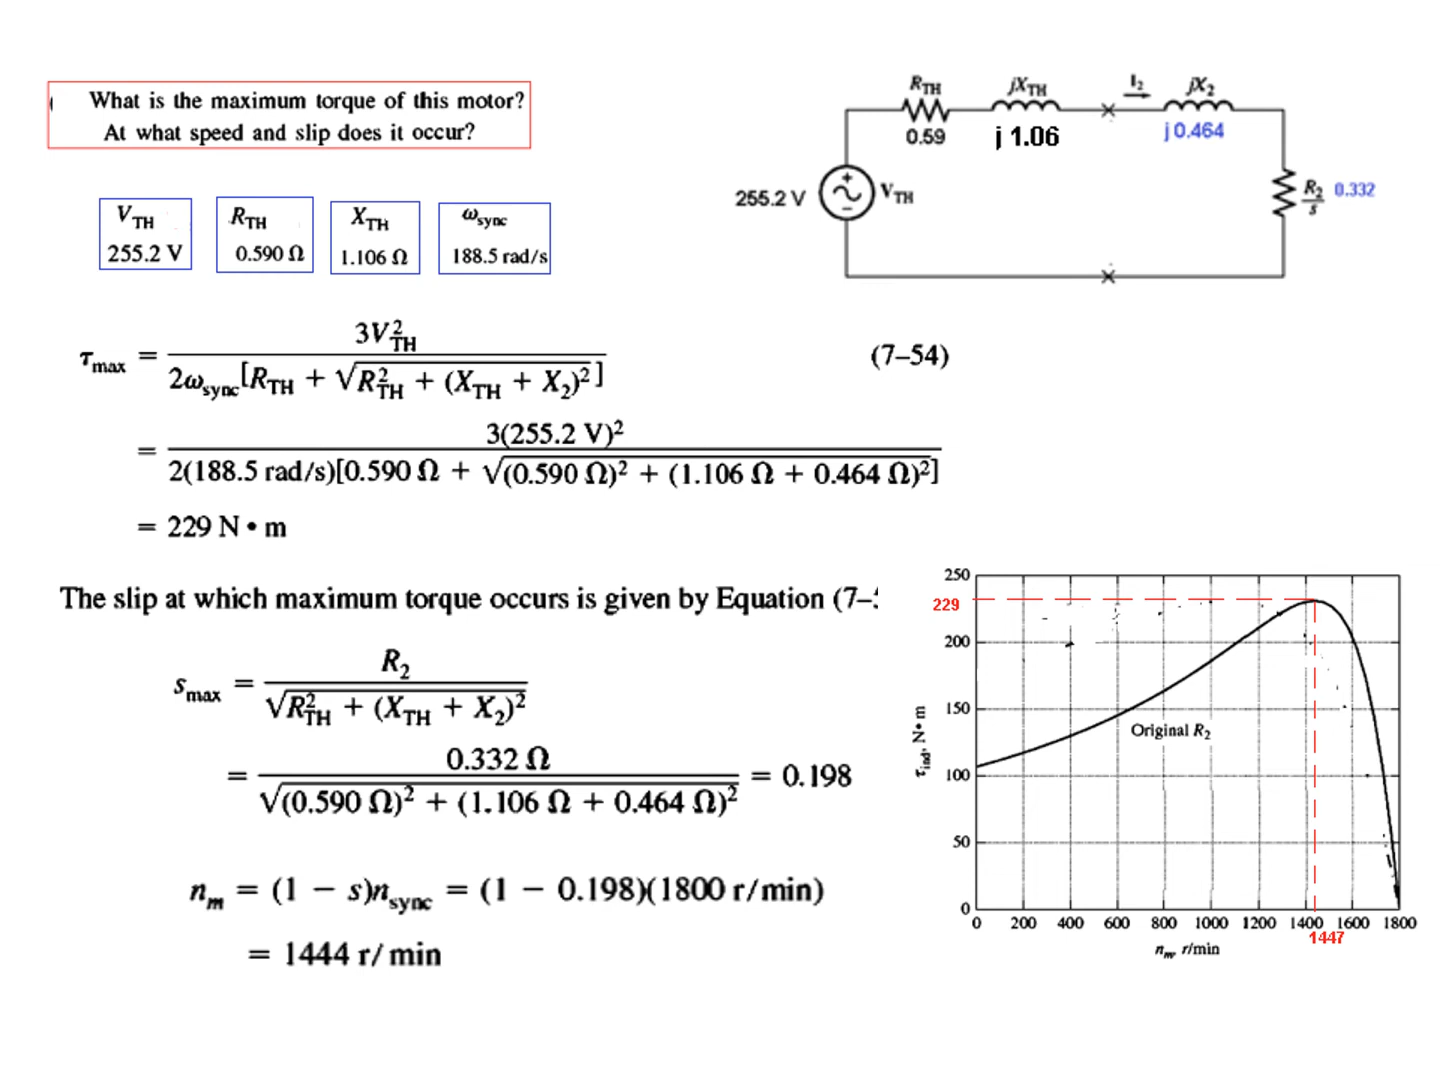 What is the maximum torque of this motor?
At what speed and slip does it occur?
V_TH
255.2 V
R_TH
0.590 Ω
X_TH
1.106 Ω
ω_sync
188.5 rad/s
R_TH
0.59
jX_TH
j 1.06
I_2
jX_2
j 0.464
255.2 V
+
−
V_TH
R_2/s
0.332
τ_max = 3V_TH² / 2ω_sync[R_TH + √R_TH² + (X_TH + X_2)²]
(7–54)
= 3(255.2 V)² / 2(188.5 rad/s)[0.590 Ω + √(0.590 Ω)² + (1.106 Ω + 0.464 Ω)²]
= 229 N • m
The slip at which maximum torque occurs is given by Equation (7–
s_max = R_2 / √R_TH² + (X_TH + X_2)²
= 0.332 Ω / √(0.590 Ω)² + (1.106 Ω + 0.464 Ω)² = 0.198
n_m = (1 − s)n_sync = (1 − 0.198)(1800 r/min)
= 1444 r/min
250
229
200
150
100
50
0
τ_ind, N•m
Original R_2
0 200 400 600 800 1000 1200 1400 1600 1800
1447
n_m, r/min